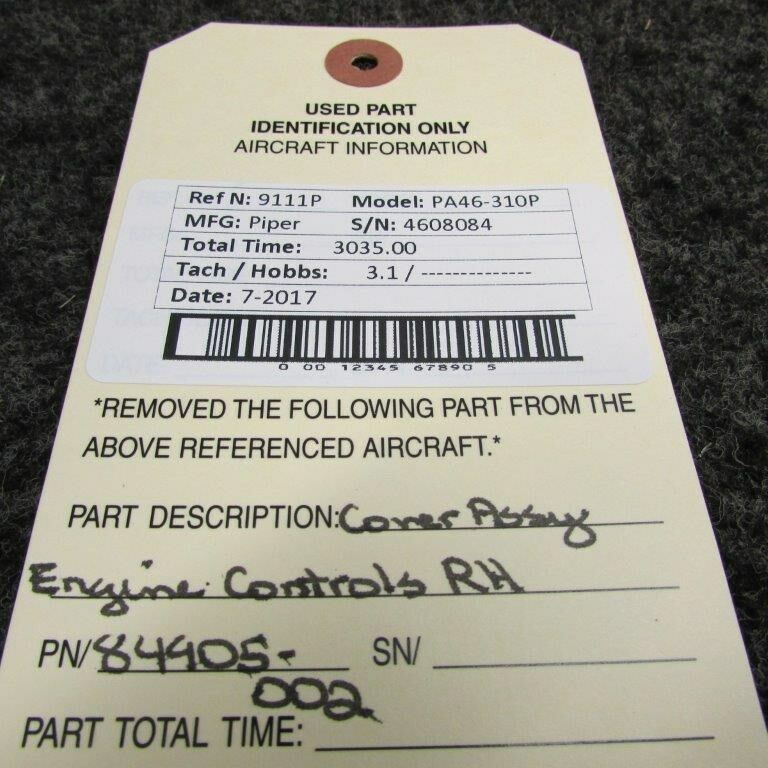 USED PART
IDENTIFICATION ONLY
AIRCRAFT INFORMATION
Ref N: 9111P Model: PA46-310P
MFG: Piper S/N: 4608084
Total Time: 3035.00
Tach / Hobbs: 3.1 / --------------
Date: 7-2017
0 00 12345 67890 5
*REMOVED THE FOLLOWING PART FROM THE
ABOVE REFERENCED AIRCRAFT.*
PART DESCRIPTION: Cover Assy
Engine Controls RH
PN/ 84905- SN/
002
PART TOTAL TIME: